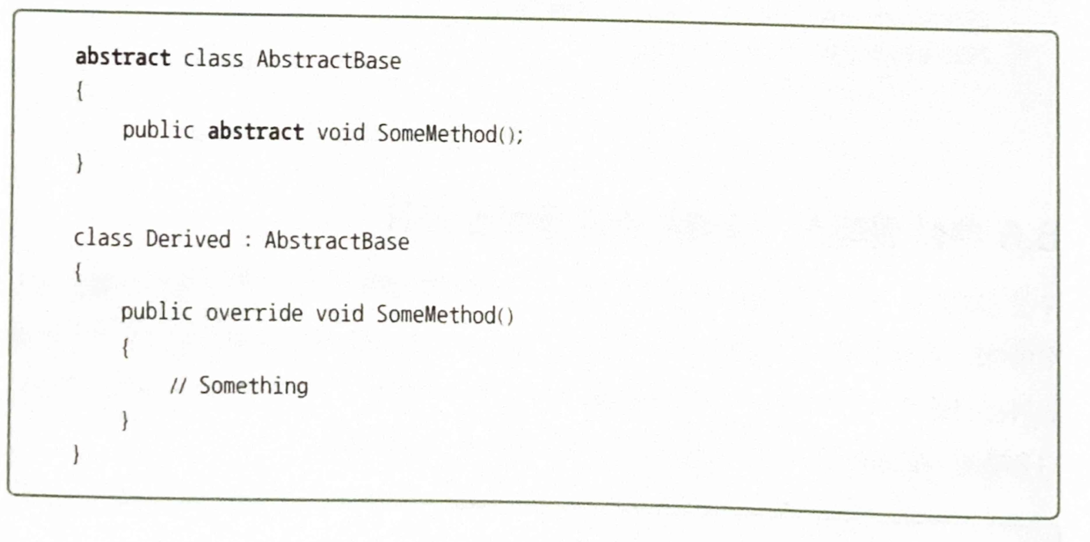 abstract class AbstractBase
{
    public abstract void SomeMethod();
}

class Derived : AbstractBase
{
    public override void SomeMethod()
    {
        // Something
    }
}